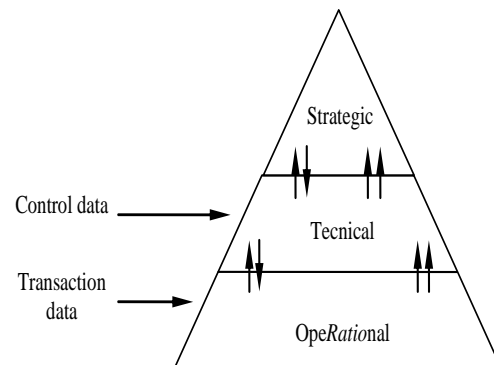 Strategic
Control data
Tecnical
Transaction
data
OpeRational